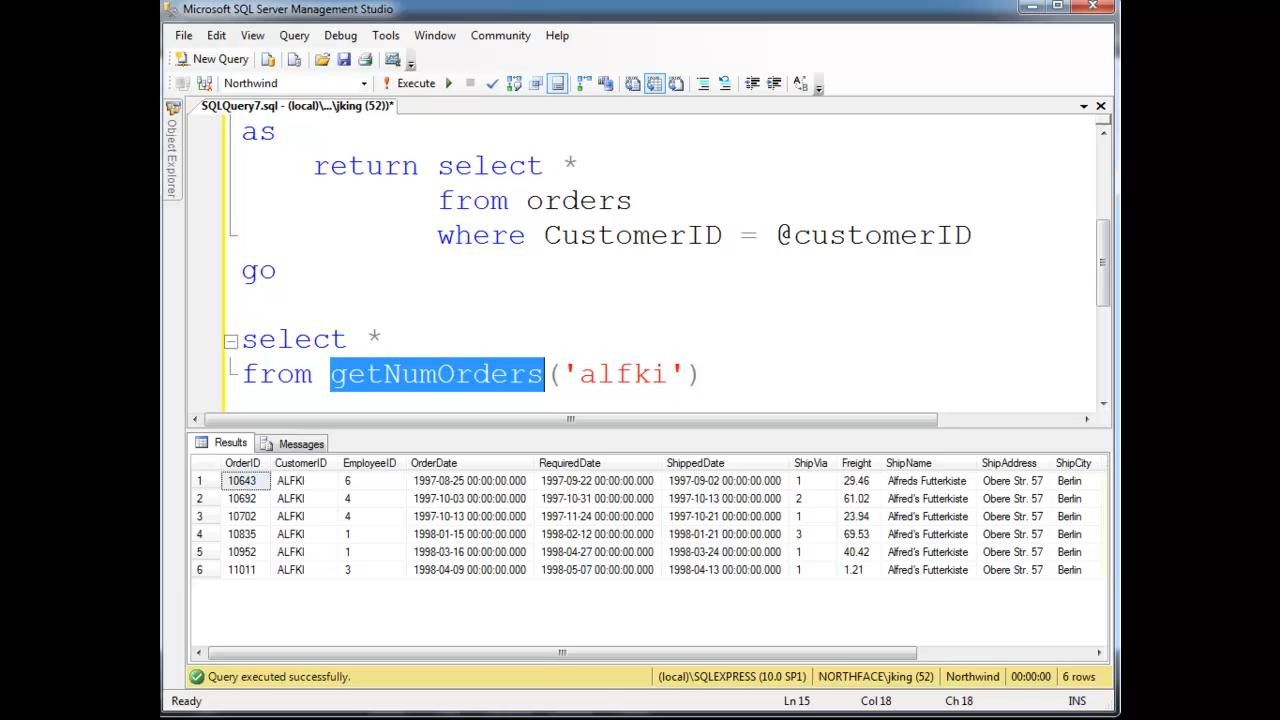 Microsoft SQL Server Management Studio
File Edit View Query Debug Tools Window Community Help
New Query
Northwind Execute
SQLQuery7.sql - (local)\...\jking (52))*
Object Explorer
as
return select *
from orders
where CustomerID = @customerID
go
select *
from getNumOrders('alfki')
Results Messages
OrderID CustomerID EmployeeID OrderDate RequiredDate ShippedDate ShipVia Freight ShipName ShipAddress ShipCity
1 10643 ALFKI 6 1997-08-25 00:00:00.000 1997-09-22 00:00:00.000 1997-09-02 00:00:00.000 1 29.46 Alfreds Futterkiste Obere Str. 57 Berlin
2 10692 ALFKI 4 1997-10-03 00:00:00.000 1997-10-31 00:00:00.000 1997-10-13 00:00:00.000 2 61.02 Alfred's Futterkiste Obere Str. 57 Berlin
3 10702 ALFKI 4 1997-10-13 00:00:00.000 1997-11-24 00:00:00.000 1997-10-21 00:00:00.000 1 23.94 Alfred's Futterkiste Obere Str. 57 Berlin
4 10835 ALFKI 1 1998-01-15 00:00:00.000 1998-02-12 00:00:00.000 1998-01-21 00:00:00.000 3 69.53 Alfred's Futterkiste Obere Str. 57 Berlin
5 10952 ALFKI 1 1998-03-16 00:00:00.000 1998-04-27 00:00:00.000 1998-03-24 00:00:00.000 1 40.42 Alfred's Futterkiste Obere Str. 57 Berlin
6 11011 ALFKI 3 1998-04-09 00:00:00.000 1998-05-07 00:00:00.000 1998-04-13 00:00:00.000 1 1.21 Alfred's Futterkiste Obere Str. 57 Berlin
Query executed successfully. (local)\SQLEXPRESS (10.0 SP1) NORTHFACE\jking (52) Northwind 00:00:00 6 rows
Ready Ln 15 Col 18 Ch 18 INS